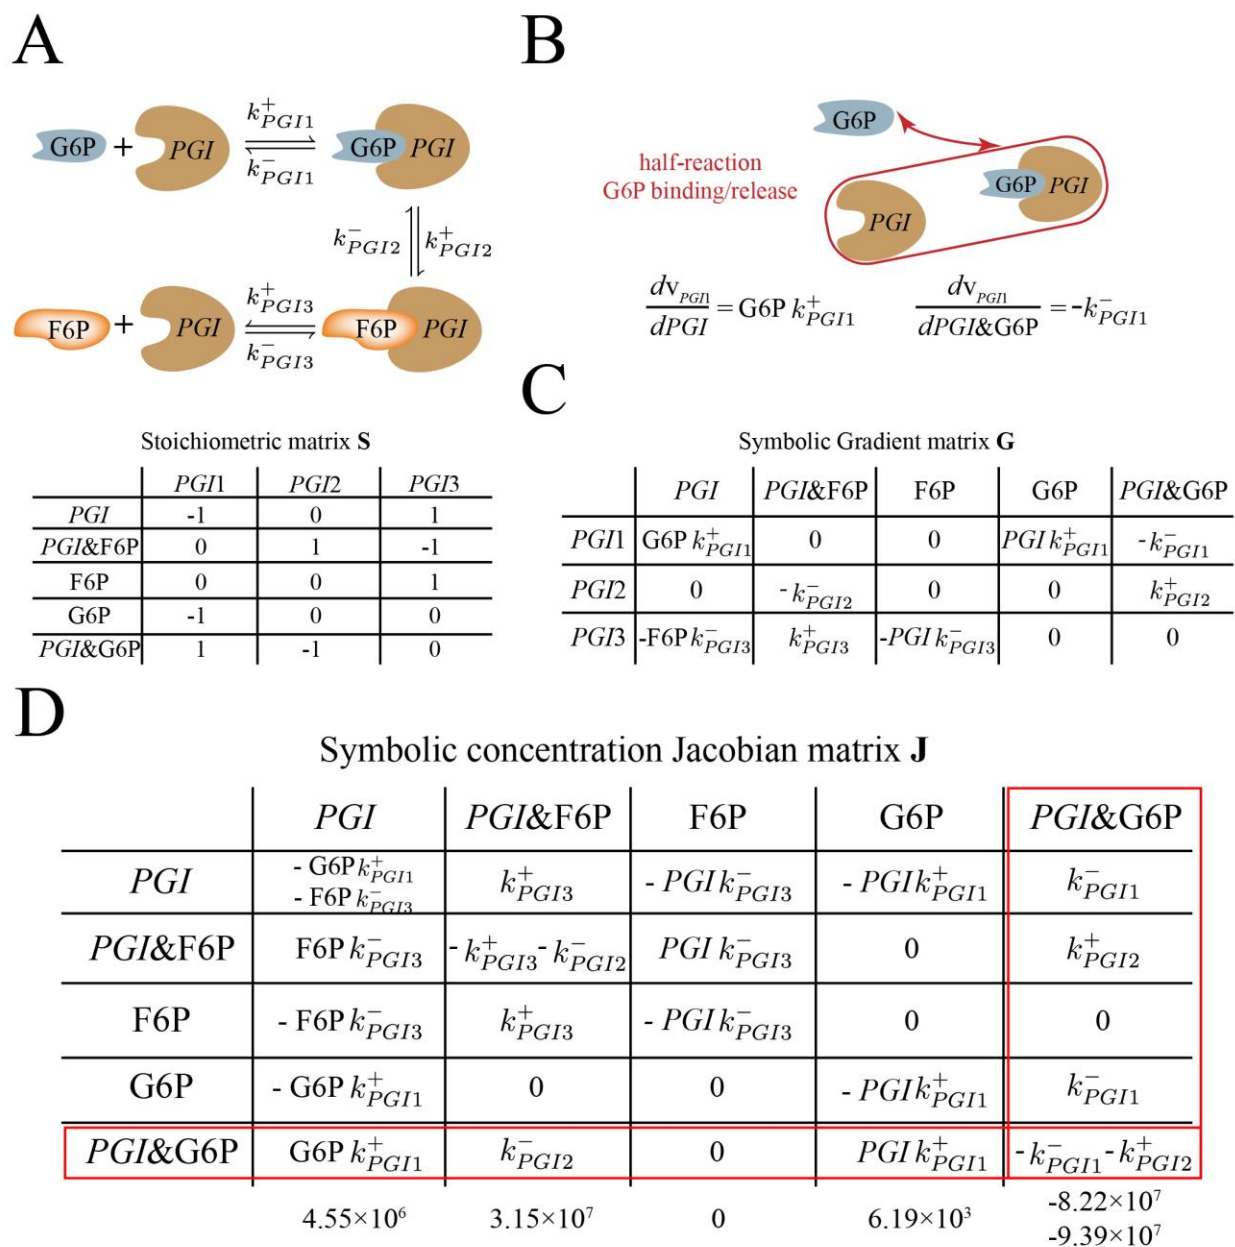 A
G6P + PGI k⁺PGI1 k⁻PGI1 G6P PGI
k⁻PGI2 k⁺PGI2
F6P + PGI k⁺PGI3 k⁻PGI3 F6P PGI
Stoichiometric matrix S
PGI1 PGI2 PGI3
PGI -1 0 1
PGI&F6P 0 1 -1
F6P 0 0 1
G6P -1 0 0
PGI&G6P 1 -1 0
B
G6P
half-reaction
G6P binding/release
G6P PGI
PGI
dvPGI1/dPGI = G6P k⁺PGI1
dvPGI1/dPGI&G6P = -k⁻PGI1
C
Symbolic Gradient matrix G
PGI PGI&F6P F6P G6P PGI&G6P
PGI1 G6P k⁺PGI1 0 0 PGI k⁺PGI1 -k⁻PGI1
PGI2 0 -k⁻PGI2 0 0 k⁺PGI2
PGI3 -F6P k⁻PGI3 k⁺PGI3 -PGI k⁻PGI3 0 0
D
Symbolic concentration Jacobian matrix J
PGI PGI&F6P F6P G6P PGI&G6P
PGI - G6P k⁺PGI1 - F6P k⁻PGI3 k⁺PGI3 - PGI k⁻PGI3 - PGI k⁺PGI1 k⁻PGI1
PGI&F6P F6P k⁻PGI3 - k⁺PGI3 - k⁻PGI2 PGI k⁻PGI3 0 k⁺PGI2
F6P - F6P k⁻PGI3 k⁺PGI3 - PGI k⁻PGI3 0 0
G6P - G6P k⁺PGI1 0 0 - PGI k⁺PGI1 k⁻PGI1
PGI&G6P G6P k⁺PGI1 k⁻PGI2 0 PGI k⁺PGI1 -k⁻PGI1 -k⁺PGI2
4.55×10⁶ 3.15×10⁷ 0 6.19×10³ -8.22×10⁷
-9.39×10⁷